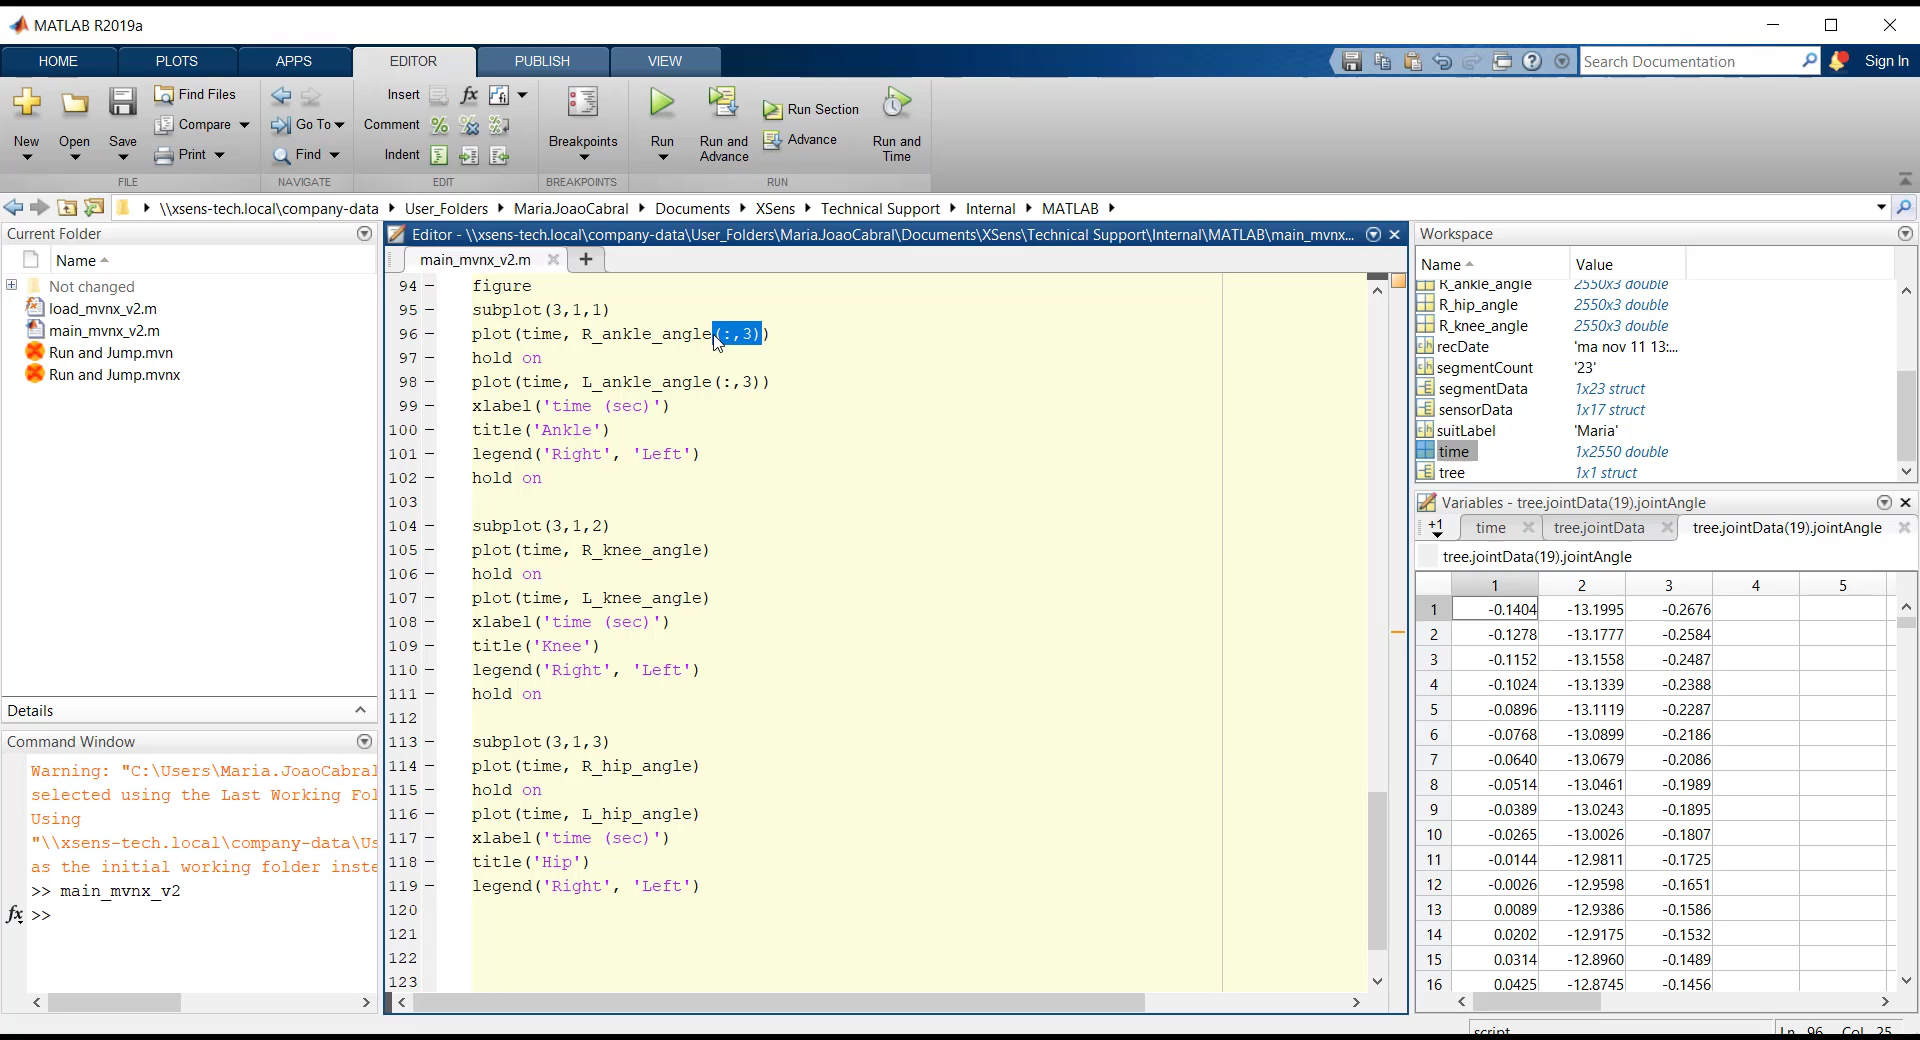 MATLAB R2019a
HOME PLOTS APPS EDITOR PUBLISH VIEW
Search Documentation
Sign In
New
Open
Save
Find Files
Compare
Print
FILE
Go To
Find
NAVIGATE
Insert
fx
Comment
Indent
EDIT
Breakpoints
BREAKPOINTS
Run
Run and Advance
Run Section
Advance
Run and Time
RUN
\\xsens-tech.local\company-data User_Folders Maria.JoaoCabral Documents XSens Technical Support Internal MATLAB
Current Folder
Name
Not changed
load_mvnx_v2.m
main_mvnx_v2.m
Run and Jump.mvn
Run and Jump.mvnx
Details
Command Window
Warning: "C:\Users\Maria.JoaoCabral
selected using the Last Working Fol
Using
"\\xsens-tech.local\company-data\Us
as the initial working folder inste
>> main_mvnx_v2
fx >>
Editor - \\xsens-tech.local\company-data\User_Folders\Maria.JoaoCabral\Documents\XSens\Technical Support\Internal\MATLAB\main_mvnx...
main_mvnx_v2.m
94 – figure
95 – subplot(3,1,1)
96 – plot(time, R_ankle_angle(:,3))
97 – hold on
98 – plot(time, L_ankle_angle(:,3))
99 – xlabel('time (sec)')
100 – title('Ankle')
101 – legend('Right', 'Left')
102 – hold on
103
104 – subplot(3,1,2)
105 – plot(time, R_knee_angle)
106 – hold on
107 – plot(time, L_knee_angle)
108 – xlabel('time (sec)')
109 – title('Knee')
110 – legend('Right', 'Left')
111 – hold on
112
113 – subplot(3,1,3)
114 – plot(time, R_hip_angle)
115 – hold on
116 – plot(time, L_hip_angle)
117 – xlabel('time (sec)')
118 – title('Hip')
119 – legend('Right', 'Left')
120
121
122
123
Workspace
Name Value
R_ankle_angle 2550x3 double
R_hip_angle 2550x3 double
R_knee_angle 2550x3 double
recDate 'ma nov 11 13:...
segmentCount '23'
segmentData 1x23 struct
sensorData 1x17 struct
suitLabel 'Maria'
time 1x2550 double
tree 1x1 struct
Variables - tree.jointData(19).jointAngle
+1 time tree.jointData tree.jointData(19).jointAngle
tree.jointData(19).jointAngle
1 2 3 4 5
1 -0.1404 -13.1995 -0.2676
2 -0.1278 -13.1777 -0.2584
3 -0.1152 -13.1558 -0.2487
4 -0.1024 -13.1339 -0.2388
5 -0.0896 -13.1119 -0.2287
6 -0.0768 -13.0899 -0.2186
7 -0.0640 -13.0679 -0.2086
8 -0.0514 -13.0461 -0.1989
9 -0.0389 -13.0243 -0.1895
10 -0.0265 -13.0026 -0.1807
11 -0.0144 -12.9811 -0.1725
12 -0.0026 -12.9598 -0.1651
13 0.0089 -12.9386 -0.1586
14 0.0202 -12.9175 -0.1532
15 0.0314 -12.8960 -0.1489
16 0.0425 -12.8745 -0.1456
script Ln 96 Col 25